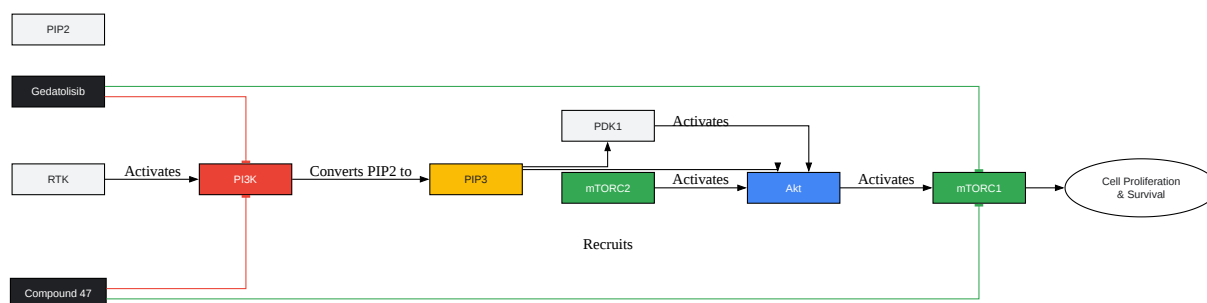 PIP2
Gedatolisib
PDK1
Activates
RTK
Activates
PI3K
Converts PIP2 to
PIP3
mTORC2
Activates
Akt
Activates
mTORC1
Cell Proliferation
& Survival
Recruits
Compound 47